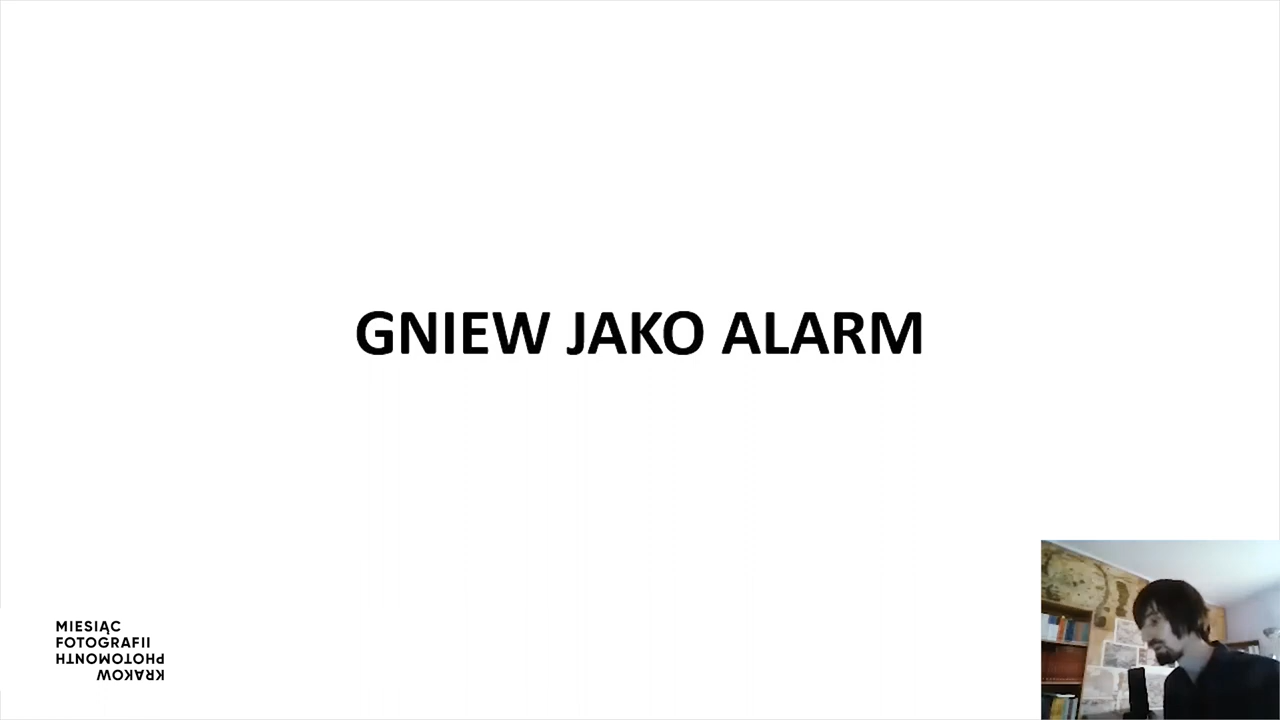 GNIEW JAKO ALARM
MIESIĄC
FOTOGRAFII
PHOTOMONTH
KRAKOW